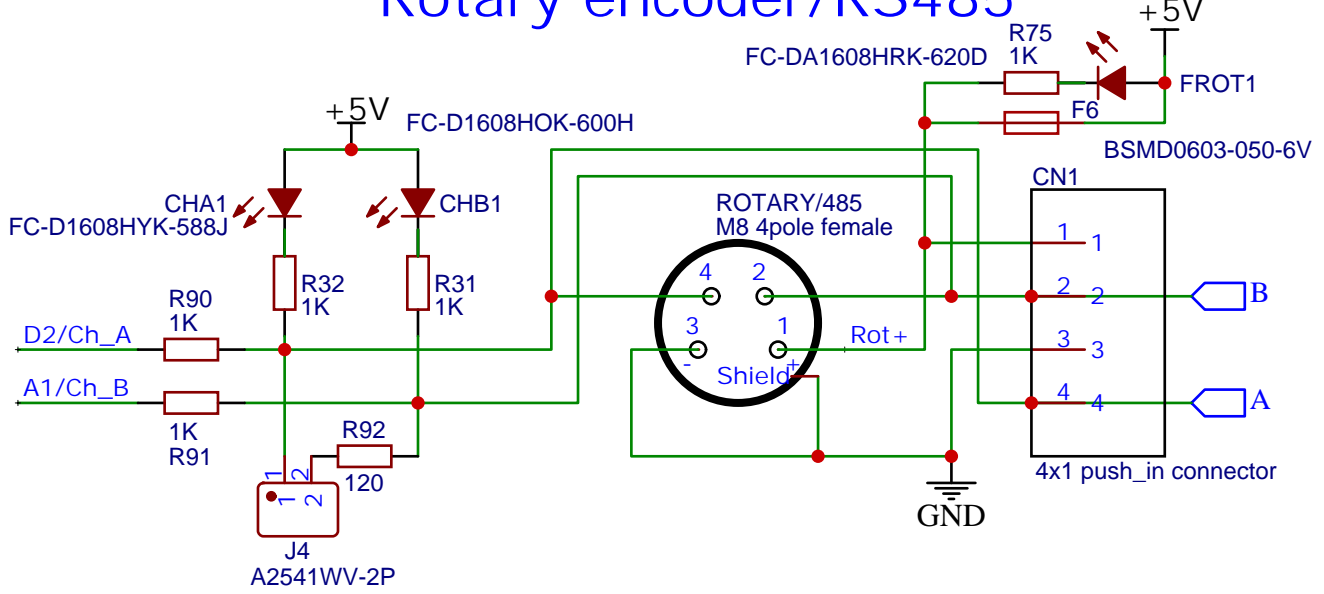 Rotary encoder/RS485
+5V
R75
1K
FC-DA1608HRK-620D
FROT1
F6
BSMD0603-050-6V
+5V
FC-D1608HOK-600H
CHA1
FC-D1608HYK-588J
CHB1
ROTARY/485
M8 4pole female
CN1
R32
1K
R31
1K
4
2
3
1
-
+
Shield
Rot+
1
1
2
2
B
3
3
4
4
A
R90
1K
D2/Ch_A
A1/Ch_B
1K
R91
R92
120
1
2
1
2
J4
A2541WV-2P
4x1 push_in connector
GND